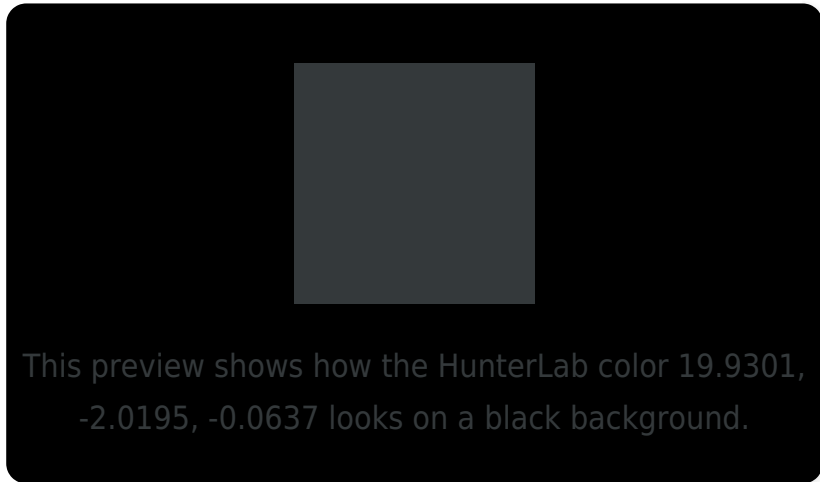 This preview shows how the HunterLab color 19.9301,
-2.0195, -0.0637 looks on a black background.